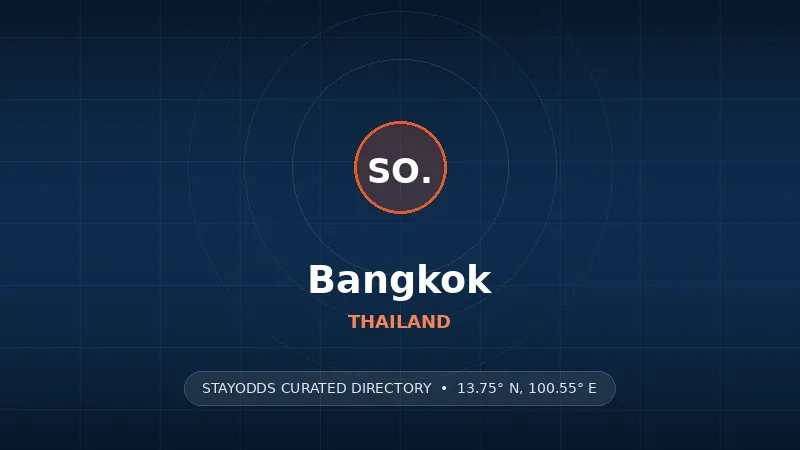 SO.
Bangkok
THAILAND
STAYODDS CURATED DIRECTORY • 13.75° N, 100.55° E